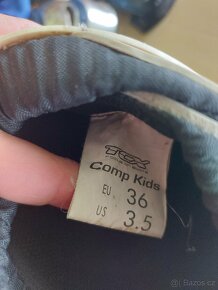 TCX
Comp Kids
EU 36
US 3.5
Bazos.cz